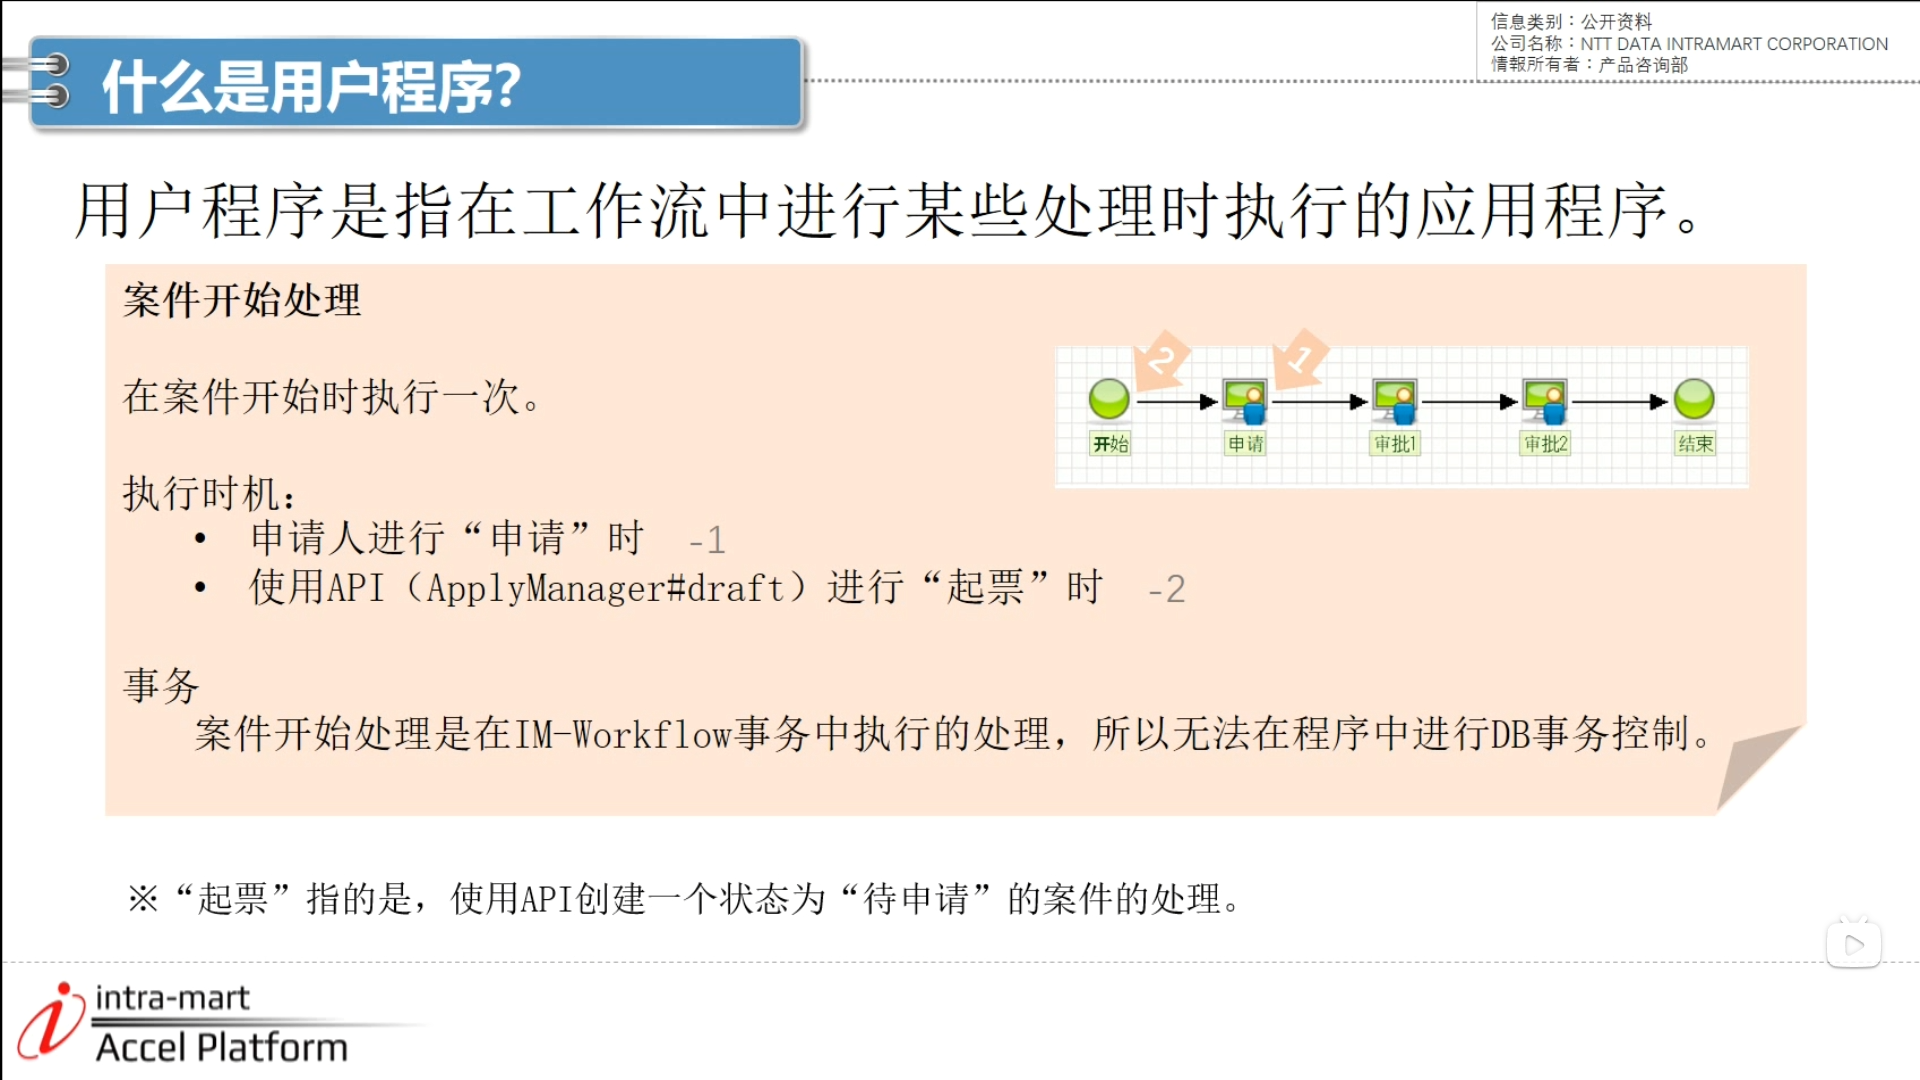 信息类别：公开资料
公司名称：NTT DATA INTRAMART CORPORATION
情報所有者：产品咨询部
什么是用户程序？
用户程序是指在工作流中进行某些处理时执行的应用程序。
案件开始处理
在案件开始时执行一次。
2
1
开始
申请
审批1
审批2
结束
执行时机：
• 申请人进行“申请”时 -1
• 使用API（ApplyManager#draft）进行“起票”时 -2
事务
案件开始处理是在IM-Workflow事务中执行的处理，所以无法在程序中进行DB事务控制。
※“起票”指的是，使用API创建一个状态为“待申请”的案件的处理。
intra-mart
Accel Platform